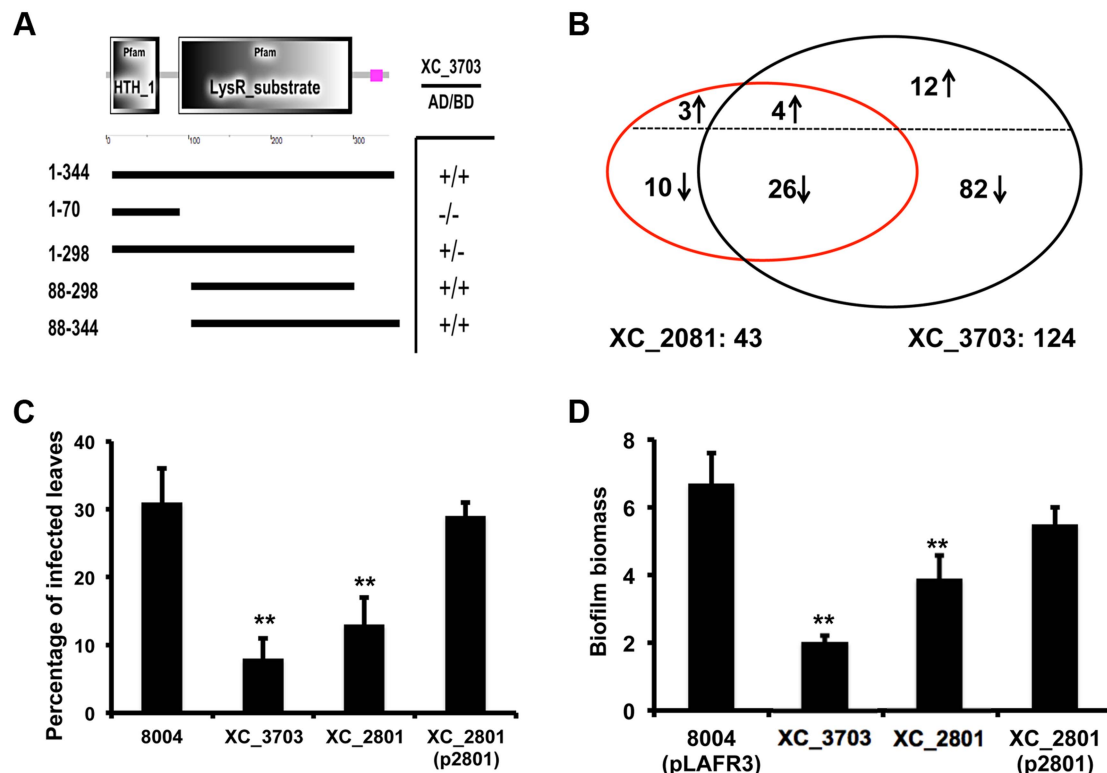 A
Pfam
Pfam
HTH_1
LysR_substrate
XC_3703
AD/BD
0 100 200 300
1-344 +/+
1-70 -/-
1-298 +/-
88-298 +/+
88-344 +/+
B
3↑ 4↑ 12↑
10↓ 26↓ 82↓
XC_2081: 43 XC_3703: 124
C
Percentage of infected leaves
40
30
20
10
0
**
**
8004 XC_3703 XC_2801 XC_2801
(p2801)
D
Biofilm biomass
8
6
4
2
0
**
**
8004 XC_3703 XC_2801 XC_2801
(pLAFR3) (p2801)